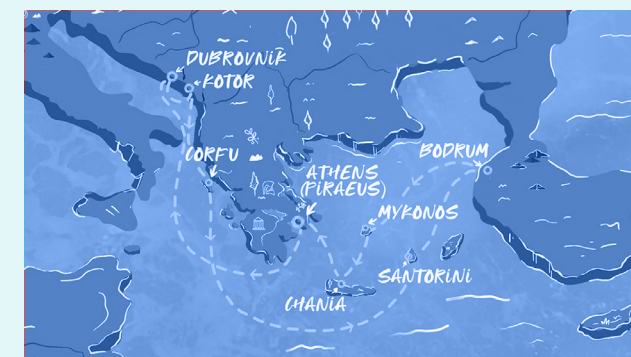 DUBROVNIK
KOTOR
CORFU
BODRUM
ATHENS
(PIRAEUS)
MYKONOS
SANTORINI
CHANIA